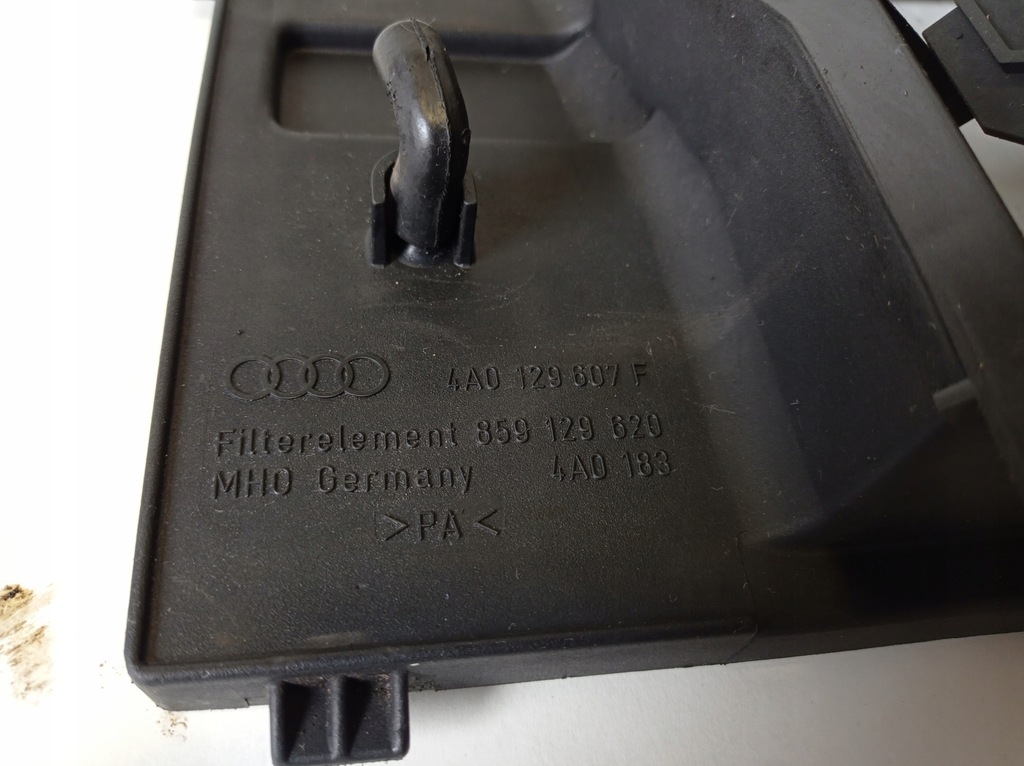 4A0 129 607 F
Filterelement 859 129 620
MHO Germany 4A0 183
>PA<